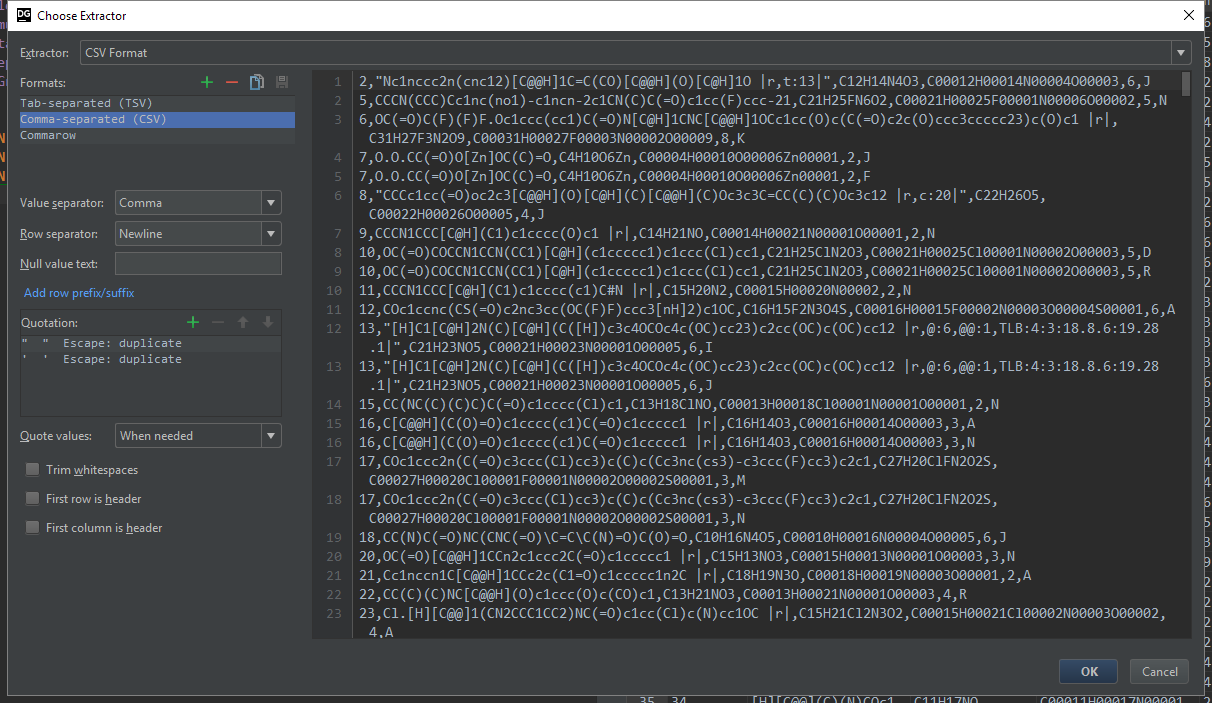 DG Choose Extractor
Extractor: CSV Format
Formats:
Tab-separated (TSV)
Comma-separated (CSV)
Commarow
Value separator: Comma
Row separator: Newline
Null value text:
Add row prefix/suffix
Quotation:
" " Escape: duplicate
' ' Escape: duplicate
Quote values: When needed
Trim whitespaces
First row is header
First column is header
1 2,"Nc1nccc2n(cnc12)[C@@H]1C=C(CO)[C@@H](O)[C@H]1O |r,t:13|",C12H14N4O3,C00012H00014N00004O00003,6,J
2 5,CCCN(CCC)Cc1nc(no1)-c1ncn-2c1CN(C)C(=O)c1cc(F)ccc-21,C21H25FN6O2,C00021H00025F00001N00006O00002,5,N
3 6,OC(=O)C(F)(F)F.Oc1ccc(cc1)C(=O)N[C@H]1CNC[C@@H]1OCc1cc(O)c(C(=O)c2c(O)ccc3ccccc23)c(O)c1 |r|,
C31H27F3N2O9,C00031H00027F00003N00002O00009,8,K
4 7,O.O.CC(=O)O[Zn]OC(C)=O,C4H10O6Zn,C00004H00010O00006Zn00001,2,J
5 7,O.O.CC(=O)O[Zn]OC(C)=O,C4H10O6Zn,C00004H00010O00006Zn00001,2,F
6 8,"CCCc1cc(=O)oc2c3[C@@H](O)[C@H](C)[C@@H](C)Oc3c3C=CC(C)(C)Oc3c12 |r,c:20|",C22H26O5,
C00022H00026O00005,4,J
7 9,CCCN1CCC[C@H](C1)c1cccc(O)c1 |r|,C14H21NO,C00014H00021N00001O00001,2,N
8 10,OC(=O)COCCN1CCN(CC1)[C@H](c1ccccc1)c1ccc(Cl)cc1,C21H25ClN2O3,C00021H00025Cl00001N00002O00003,5,D
9 10,OC(=O)COCCN1CCN(CC1)[C@H](c1ccccc1)c1ccc(Cl)cc1,C21H25ClN2O3,C00021H00025Cl00001N00002O00003,5,R
10 11,CCCN1CCC[C@H](C1)c1cccc(c1)C#N |r|,C15H20N2,C00015H00020N00002,2,N
11 12,COc1ccnc(CS(=O)c2nc3cc(OC(F)F)ccc3[nH]2)c1OC,C16H15F2N3O4S,C00016H00015F00002N00003O00004S00001,6,A
12 13,"[H]C1[C@H]2N(C)[C@H](CC([H])c3c4OCOc4c(OC)cc23)c2cc(OC)c(OC)cc12 |r,@:6,@@:1,TLB:4:3:18.8.6:19.28
.1|",C21H23NO5,C00021H00023N00001O00005,6,I
13 13,"[H]C1[C@H]2N(C)[C@H](CC([H])c3c4OCOc4c(OC)cc23)c2cc(OC)c(OC)cc12 |r,@:6,@@:1,TLB:4:3:18.8.6:19.28
.1|",C21H23NO5,C00021H00023N00001O00005,6,J
14 15,CC(NC(C)(C)C)C(=O)c1cccc(Cl)c1,C13H18ClNO,C00013H00018Cl00001N00001O00001,2,N
15 16,C[C@@H](C(O)=O)c1cccc(c1)C(=O)c1ccccc1 |r|,C16H14O3,C00016H00014O00003,3,A
16 16,C[C@@H](C(O)=O)c1cccc(c1)C(=O)c1ccccc1 |r|,C16H14O3,C00016H00014O00003,3,N
17 17,COc1ccc2n(C(=O)c3ccc(Cl)cc3)c(C)c(Cc3nc(cs3)-c3ccc(F)cc3)c2c1,C27H20ClFN2O2S,
C00027H00020Cl00001F00001N00002O00002S00001,3,M
18 17,COc1ccc2n(C(=O)c3ccc(Cl)cc3)c(C)c(Cc3nc(cs3)-c3ccc(F)cc3)c2c1,C27H20ClFN2O2S,
C00027H00020Cl00001F00001N00002O00002S00001,3,N
19 18,CC(N)C(=O)NC(CNC(=O)\C=C\C(N)=O)C(O)=O,C10H16N4O5,C00010H00016N00004O00005,6,J
20 20,OC(=O)[C@@H]1CCn2c1ccc2C(=O)c1ccccc1 |r|,C15H13NO3,C00015H00013N00001O00003,3,N
21 21,Cc1nccn1C[C@@H]1CCc2c(C1=O)c1ccccc1n2C |r|,C18H19N3O,C00018H00019N00003O00001,2,A
22 22,CC(C)(C)NC[C@@H](O)c1ccc(O)c(CO)c1,C13H21NO3,C00013H00021N00001O00003,4,R
23 23,Cl.[H][C@@]1(CN2CCC1CC2)NC(=O)c1cc(Cl)c(N)cc1OC |r|,C15H21Cl2N3O2,C00015H00021Cl00002N00003O00002,
4,A
OK Cancel